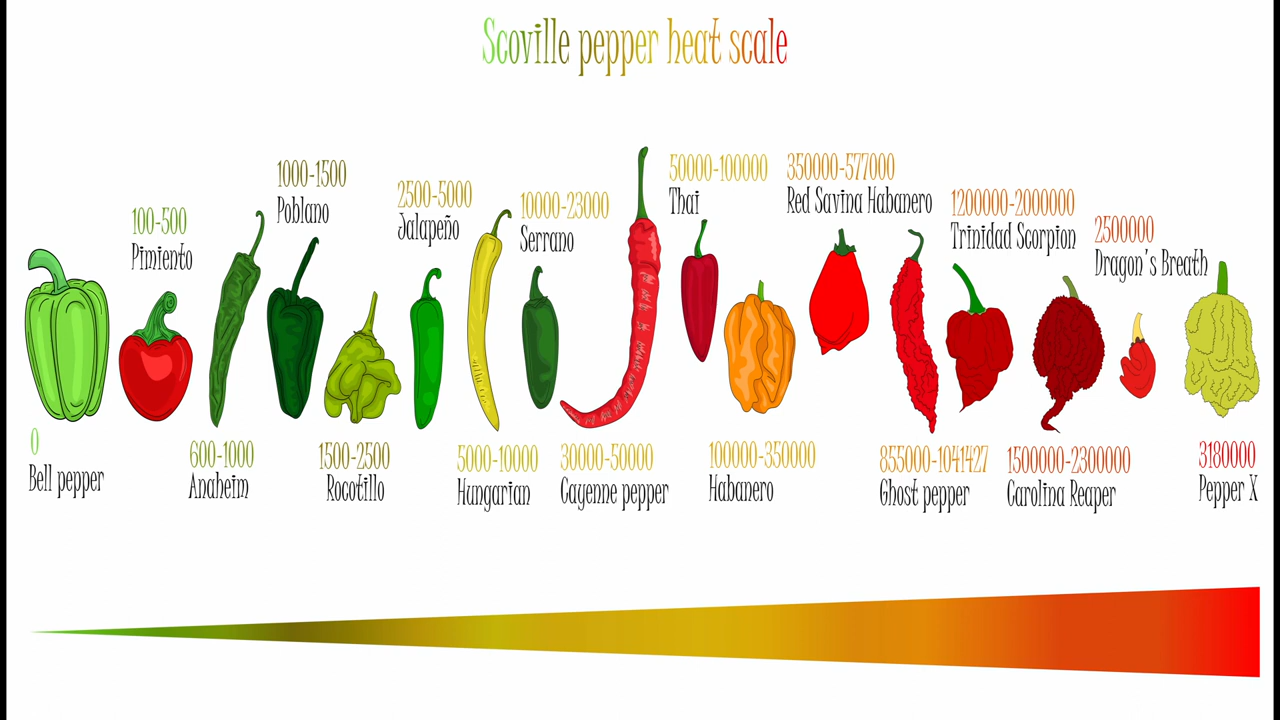 Scoville pepper heat scale
0
Bell pepper
100-500
Pimiento
600-1000
Anaheim
1000-1500
Poblano
1500-2500
Rocotillo
2500-5000
Jalapeño
5000-10000
Hungarian
10000-23000
Serrano
30000-50000
Cayenne pepper
50000-100000
Thai
100000-350000
Habanero
350000-577000
Red Savina Habanero
855000-1041427
Ghost pepper
1200000-2000000
Trinidad Scorpion
1500000-2300000
Carolina Reaper
2500000
Dragon's Breath
3180000
Pepper X